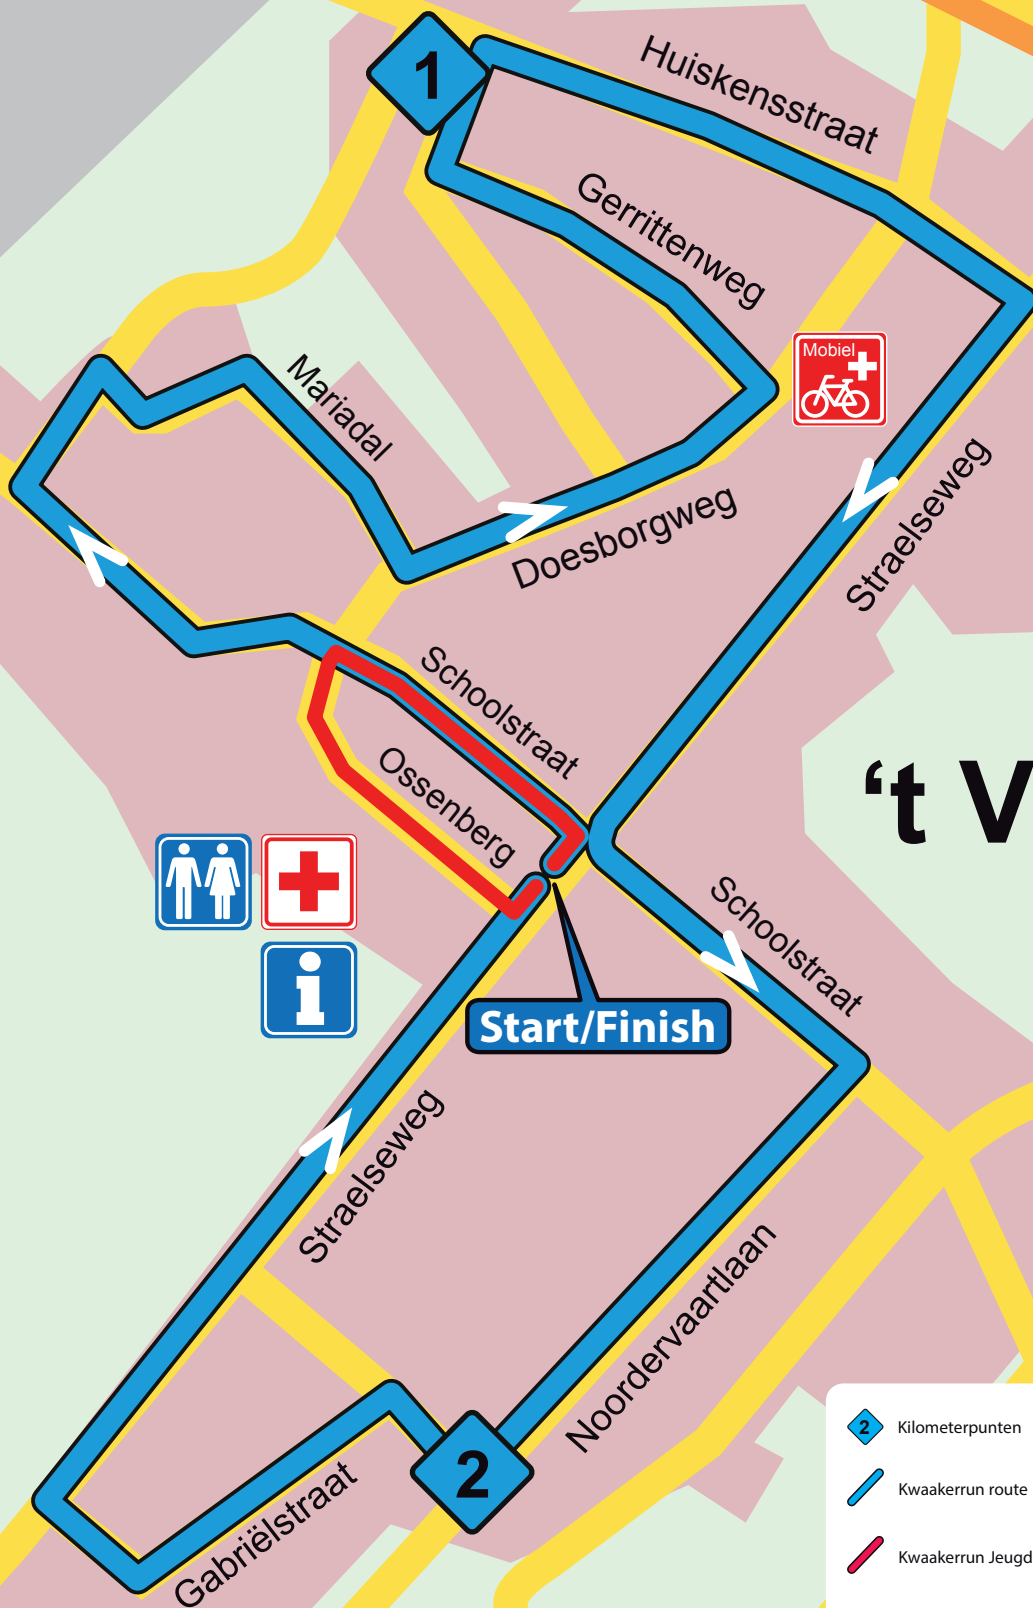 1
Huiskensstraat
Gerrittenweg
Mobiel
Mariadal
Straelseweg
Doesborgweg
Schoolstraat
Ossenberg
‘t V
Schoolstraat
Start/Finish
Straelseweg
Noordervaartlaan
2
Gabriëlstraat
2 Kilometerpunten
Kwaakerrun route
Kwaakerrun Jeugd